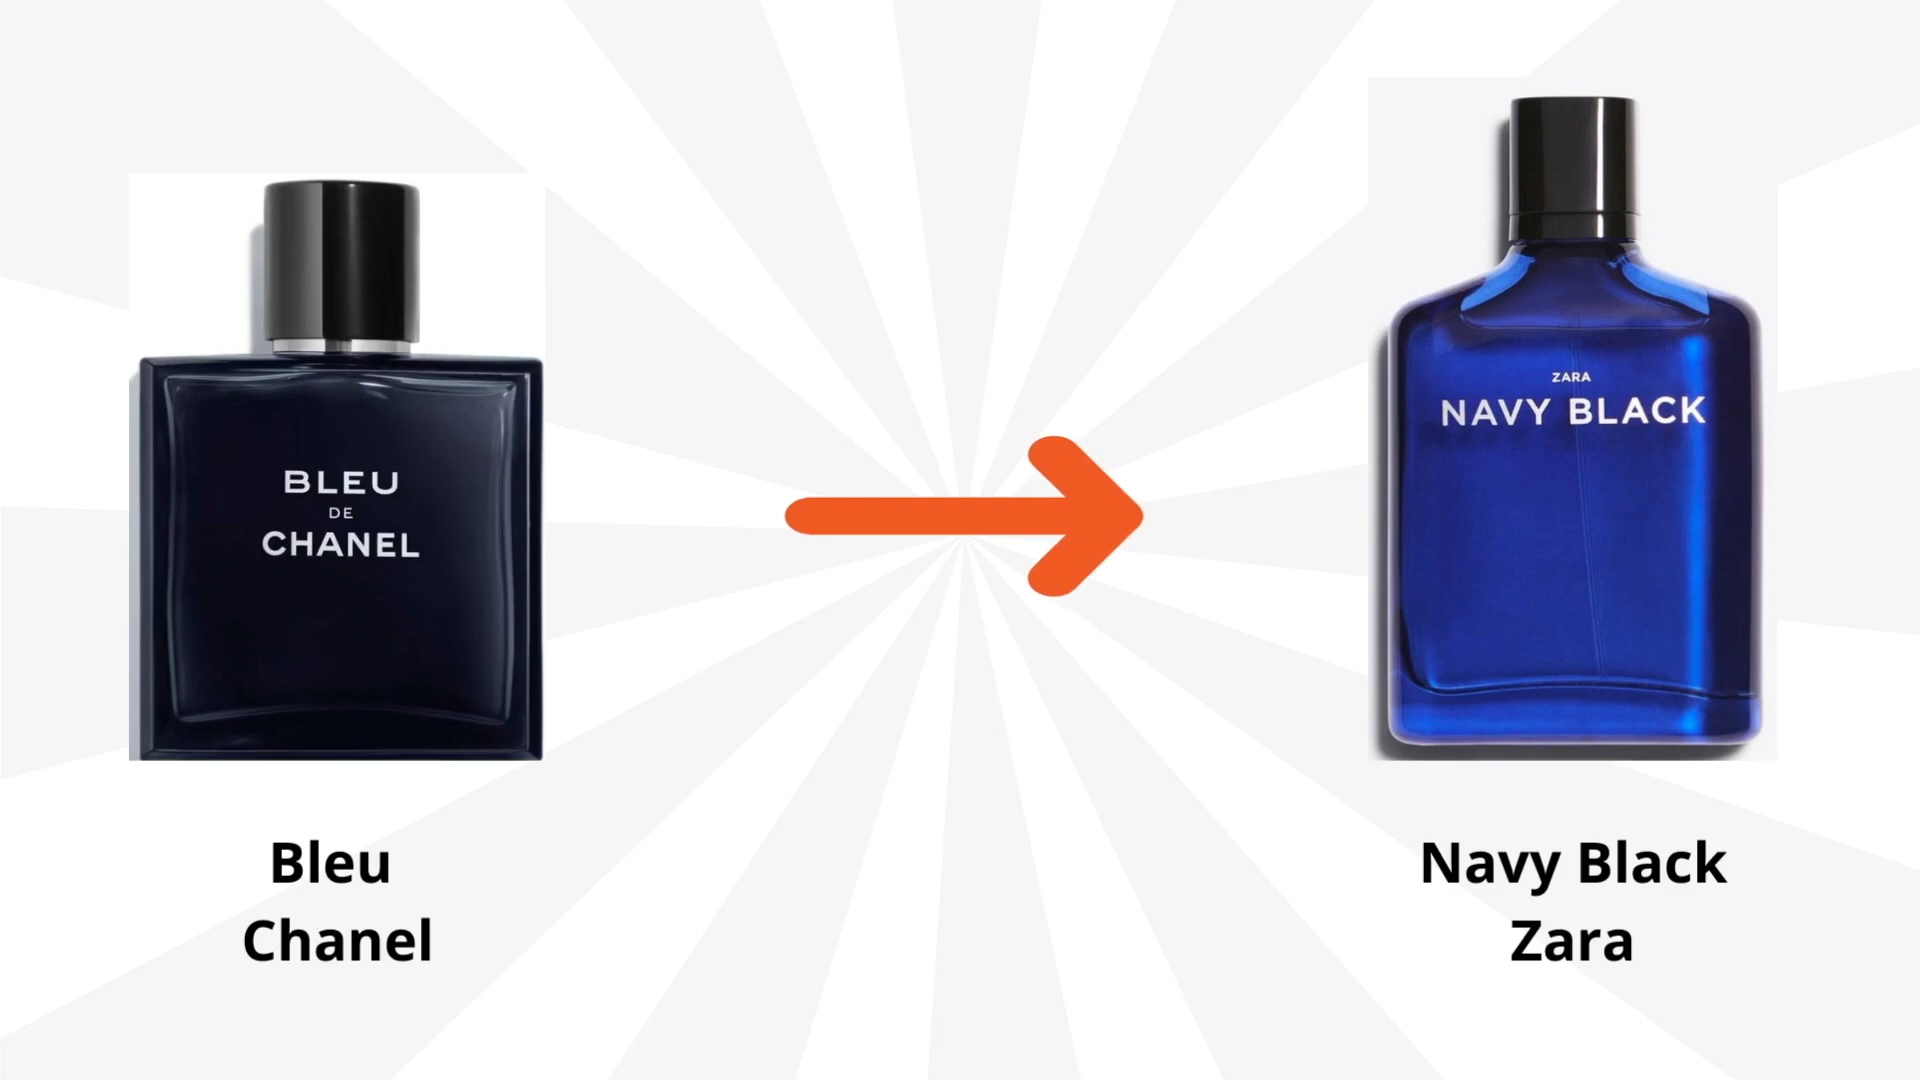 BLEU
DE
CHANEL
ZARA
NAVY BLACK
Bleu
Chanel
Navy Black
Zara